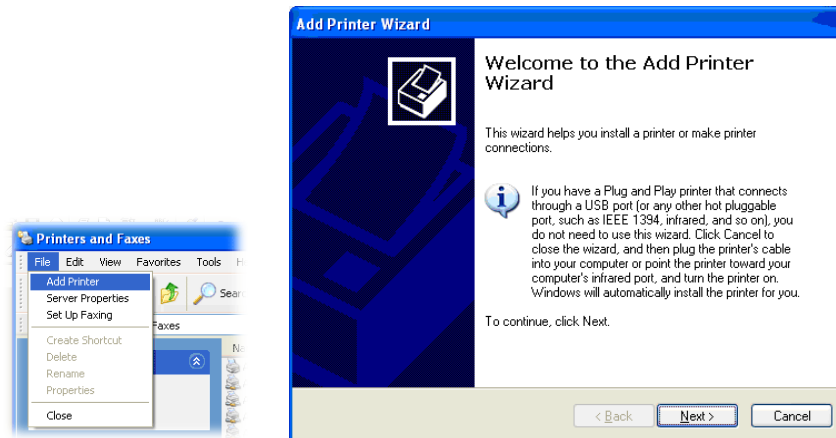 Printers and Faxes
File Edit View Favorites Tools
Add Printer
Server Properties
Set Up Faxing
Create Shortcut
Delete
Rename
Properties
Close
Sear
Faxes
Na
Add Printer Wizard
Welcome to the Add Printer
Wizard
This wizard helps you install a printer or make printer
connections.
If you have a Plug and Play printer that connects
through a USB port (or any other hot pluggable
port, such as IEEE 1394, infrared, and so on), you
do not need to use this wizard. Click Cancel to
close the wizard, and then plug the printer's cable
into your computer or point the printer toward your
computer's infrared port, and turn the printer on.
Windows will automatically install the printer for you.
To continue, click Next.
< Back Next > Cancel